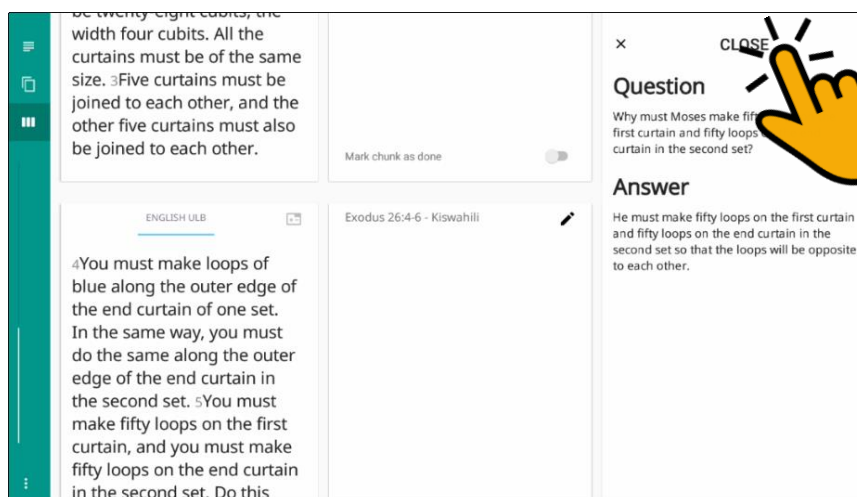 be twenty-eight cubits, the
width four cubits. All the
curtains must be of the same
size. 3Five curtains must be
joined to each other, and the
other five curtains must also
be joined to each other.
Mark chunk as done
ENGLISH ULB
4You must make loops of
blue along the outer edge of
the end curtain of one set.
In the same way, you must
do the same along the outer
edge of the end curtain in
the second set. 5You must
make fifty loops on the first
curtain, and you must make
fifty loops on the end curtain
in the second set. Do this
Exodus 26:4-6 - Kiswahili
CLOSE
Question
Why must Moses make
first curtain and fifty loops
curtain in the second set?
Answer
He must make fifty loops on the first curtain
and fifty loops on the end curtain in the
second set so that the loops will be opposite
to each other.